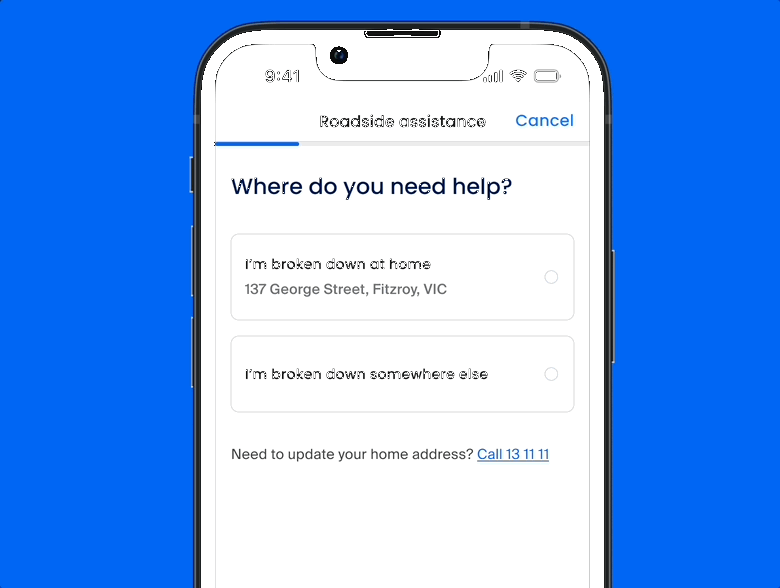 9:41
Roadside assistance
Cancel
Where do you need help?
I'm broken down at home
137 George Street, Fitzroy, VIC
I'm broken down somewhere else
Need to update your home address? Call 13 11 11